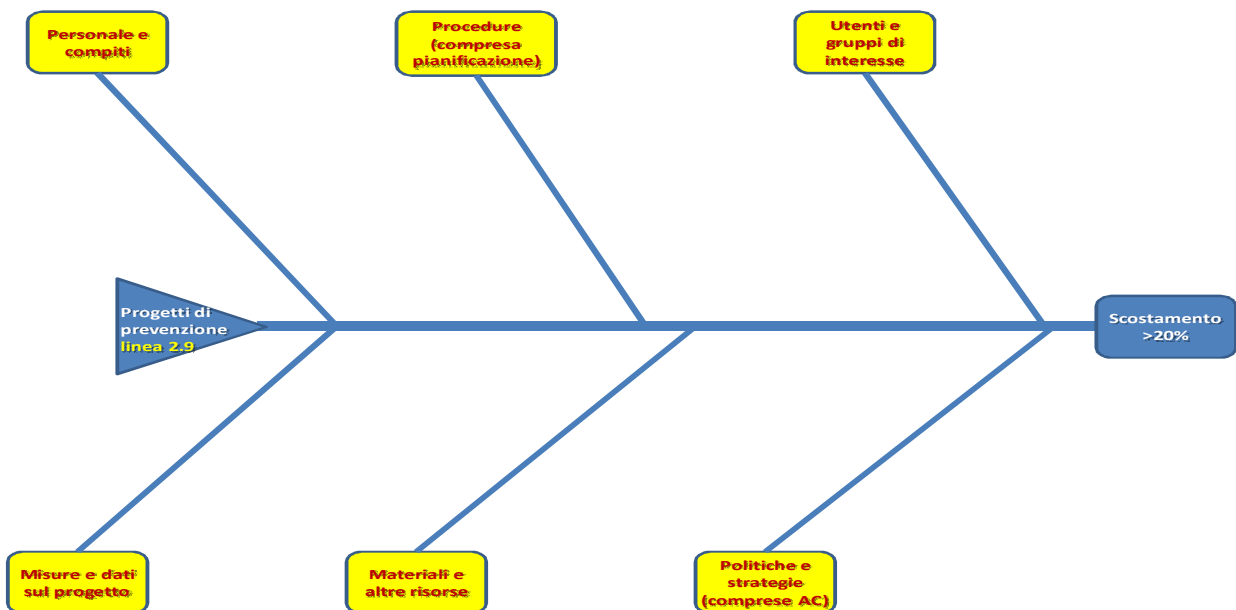 Personale e
compiti
Procedure
(compresa
pianificazione)
Utenti e
gruppi di
interesse
Progetti di
prevenzione
linea 2.9
Scostamento
>20%
Misure e dati
sul progetto
Materiali e
altre risorse
Politiche e
strategie
(comprese AC)